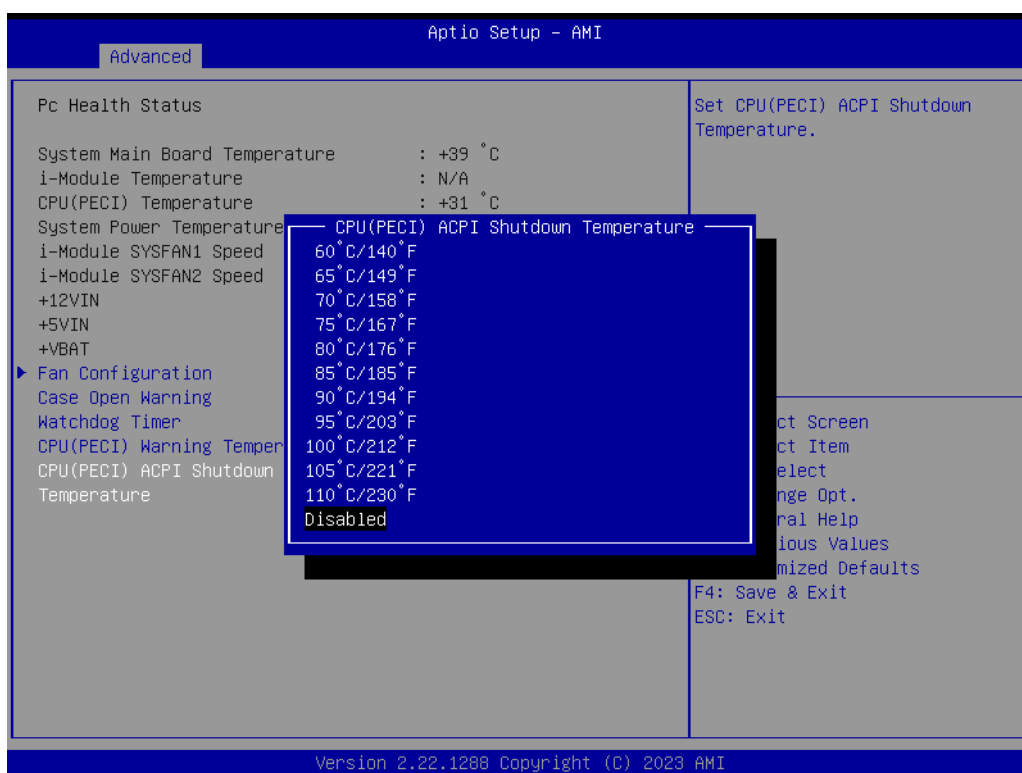 Aptio Setup – AMI
Advanced
Pc Health Status
System Main Board Temperature : +39 °C
i-Module Temperature : N/A
CPU(PECI) Temperature : +31 °C
System Power Temperature
i-Module SYSFAN1 Speed
i-Module SYSFAN2 Speed
+12VIN
+5VIN
+VBAT
Fan Configuration
Case Open Warning
Watchdog Timer
CPU(PECI) Warning Temper
CPU(PECI) ACPI Shutdown
Temperature
CPU(PECI) ACPI Shutdown Temperature
60°C/140°F
65°C/149°F
70°C/158°F
75°C/167°F
80°C/176°F
85°C/185°F
90°C/194°F
95°C/203°F
100°C/212°F
105°C/221°F
110°C/230°F
Disabled
Set CPU(PECI) ACPI Shutdown
Temperature.
ct Screen
ct Item
elect
nge Opt.
ral Help
ious Values
mized Defaults
F4: Save & Exit
ESC: Exit
Version 2.22.1288 Copyright (C) 2023 AMI